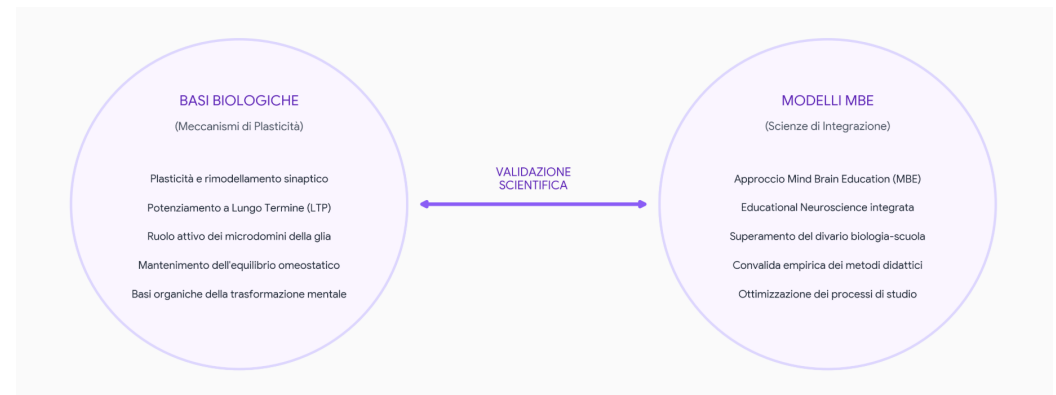 BASI BIOLOGICHE
(Meccanismi di Plasticità)
Plasticità e rimodellamento sinaptico
Potenziamento a Lungo Termine (LTP)
Ruolo attivo dei microdomini della glia
Mantenimento dell'equilibrio omeostatico
Basi organiche della trasformazione mentale
VALIDAZIONE
SCIENTIFICA
MODELLI MBE
(Scienze di Integrazione)
Approccio Mind Brain Education (MBE)
Educational Neuroscience integrata
Superamento del divario biologia-scuola
Convalida empirica dei metodi didattici
Ottimizzazione dei processi di studio